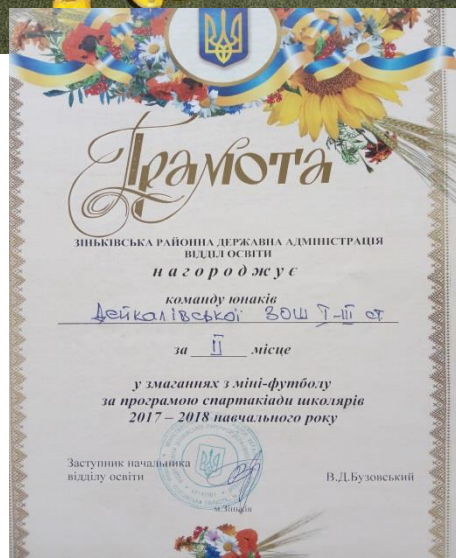 Грамота
ЗІНЬКІВСЬКА РАЙОННА ДЕРЖАВНА АДМІНІСТРАЦІЯ
ВІДДІЛ ОСВІТИ
нагороджує
команду юнаків
Дейкалівської ЗОШ І-ІІІ ст
за ІІ місце
у змаганнях з міні-футболу
за програмою спартакіади школярів
2017 – 2018 навчального року
Заступник начальника
відділу освіти В.Д.Бузовський
м.Зіньків